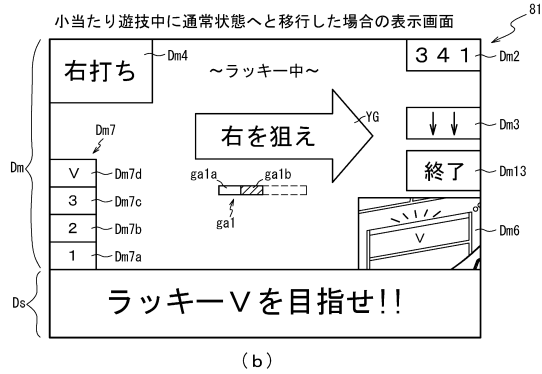 小当たり遊技中に通常状態へと移行した場合の表示画面
81
右打ち
Dm4
～ラッキー中～
３４１
Dm2
YG
右を狙え
↓↓
Dm3
Dm7
Dm
終了
Dm13
ga1a
ga1b
ga1
V
Dm7d
3
Dm7c
2
Dm7b
1
Dm7a
V
Dm6
Ds
ラッキーVを目指せ!!
(b)